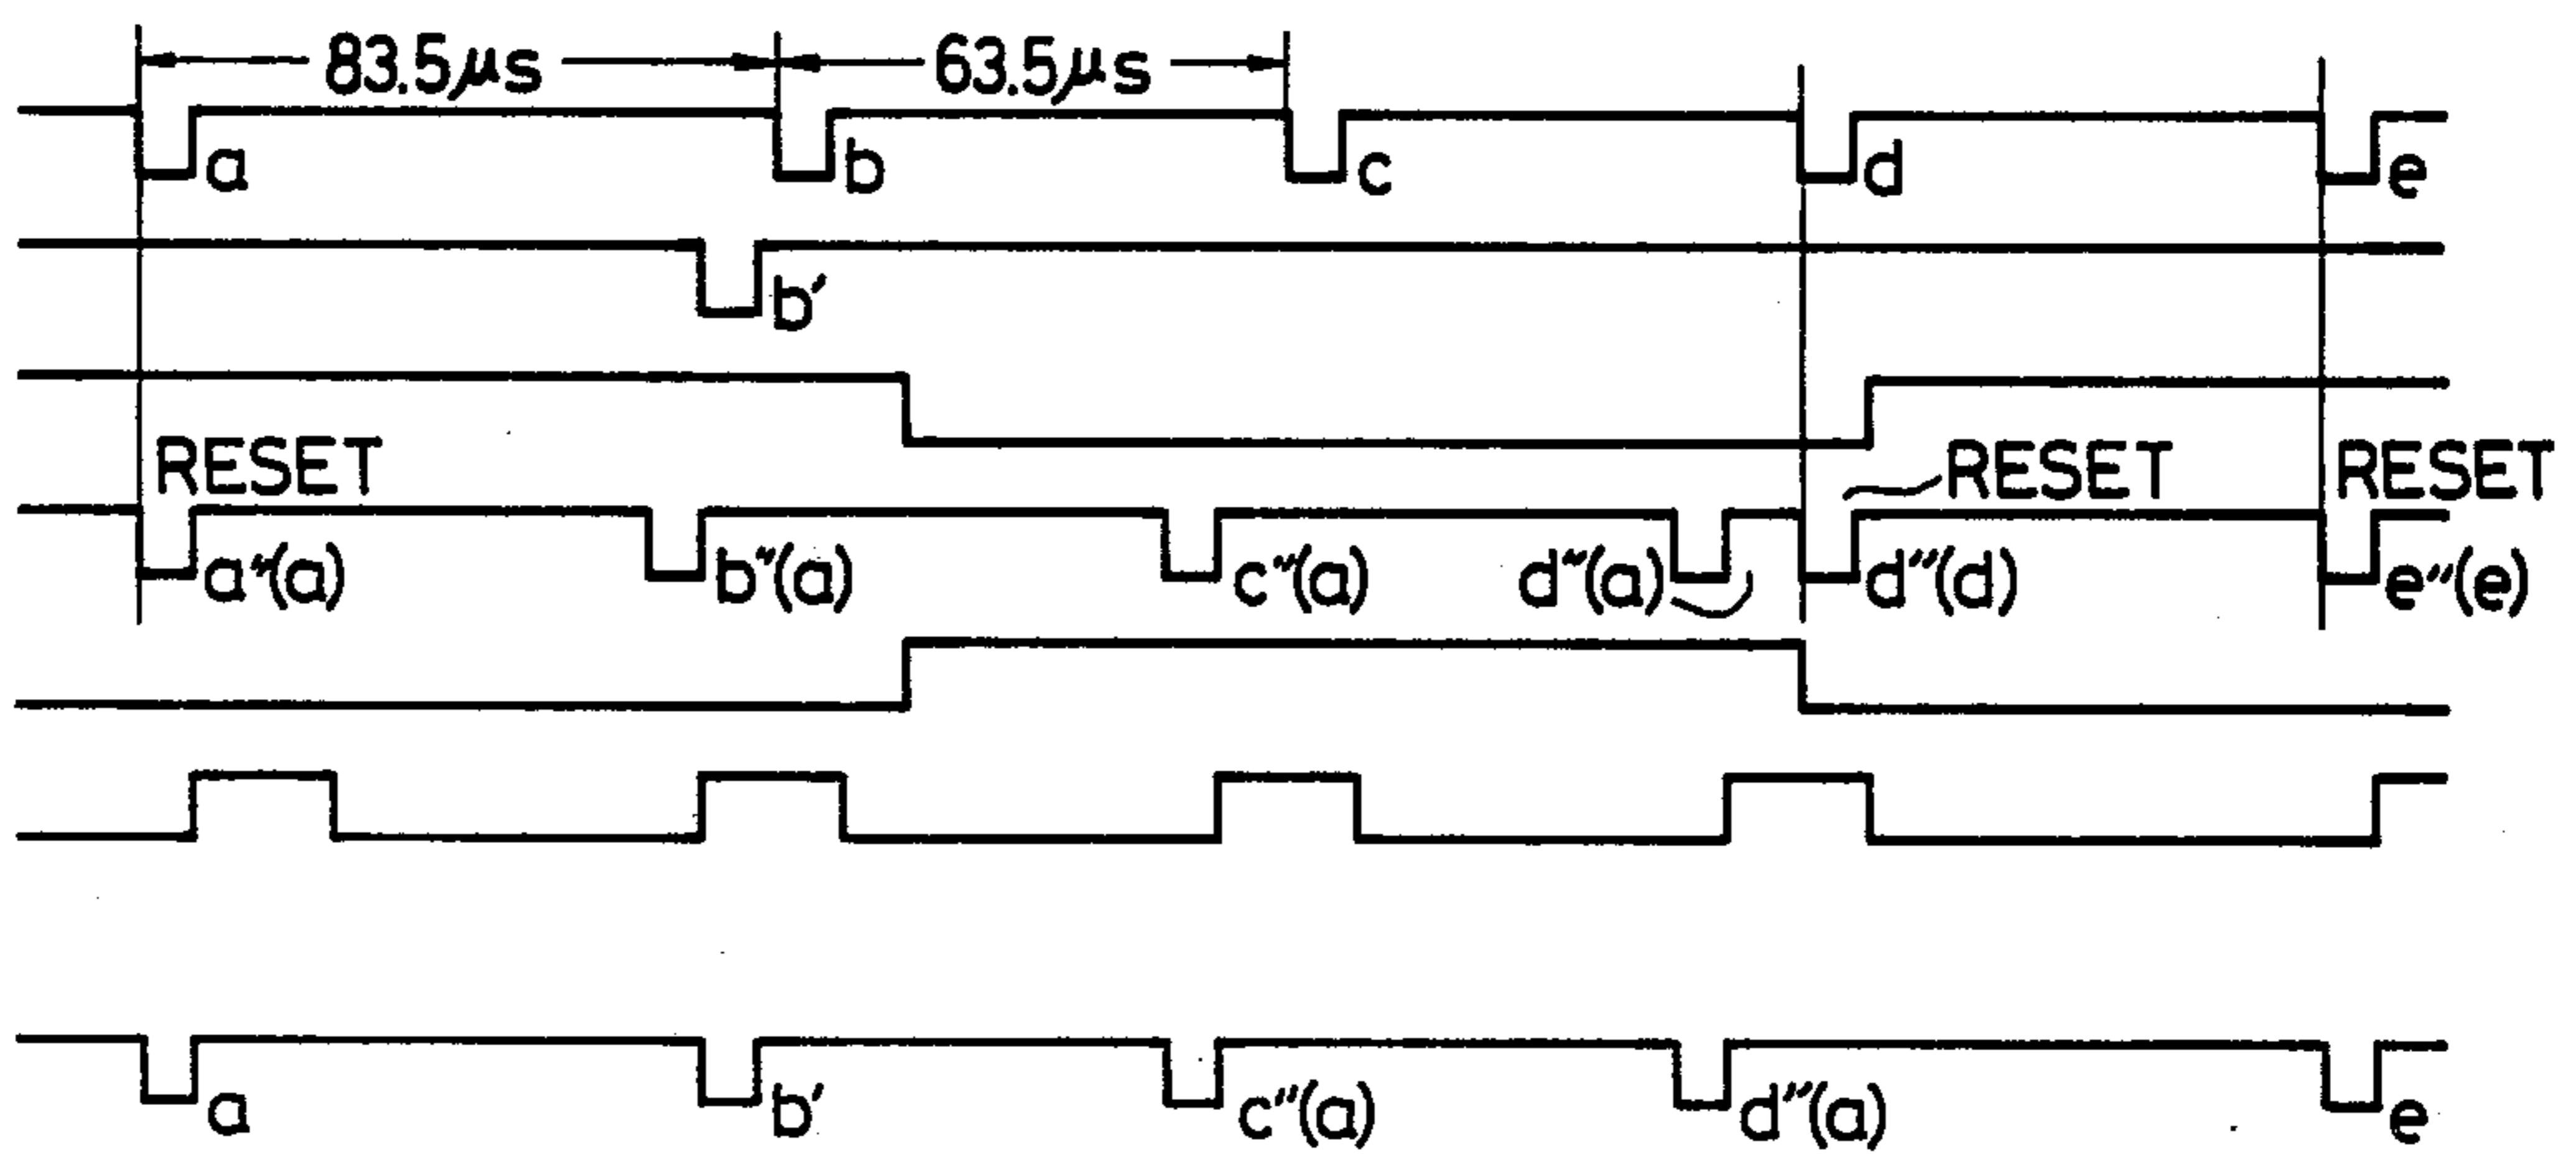 83.5μs 63.5μs
a b c d e
b′
RESET RESET RESET
a″(a) b″(a) c″(a) d″(a) d″(d) e″(e)
a b′ c″(a) d″(a) e